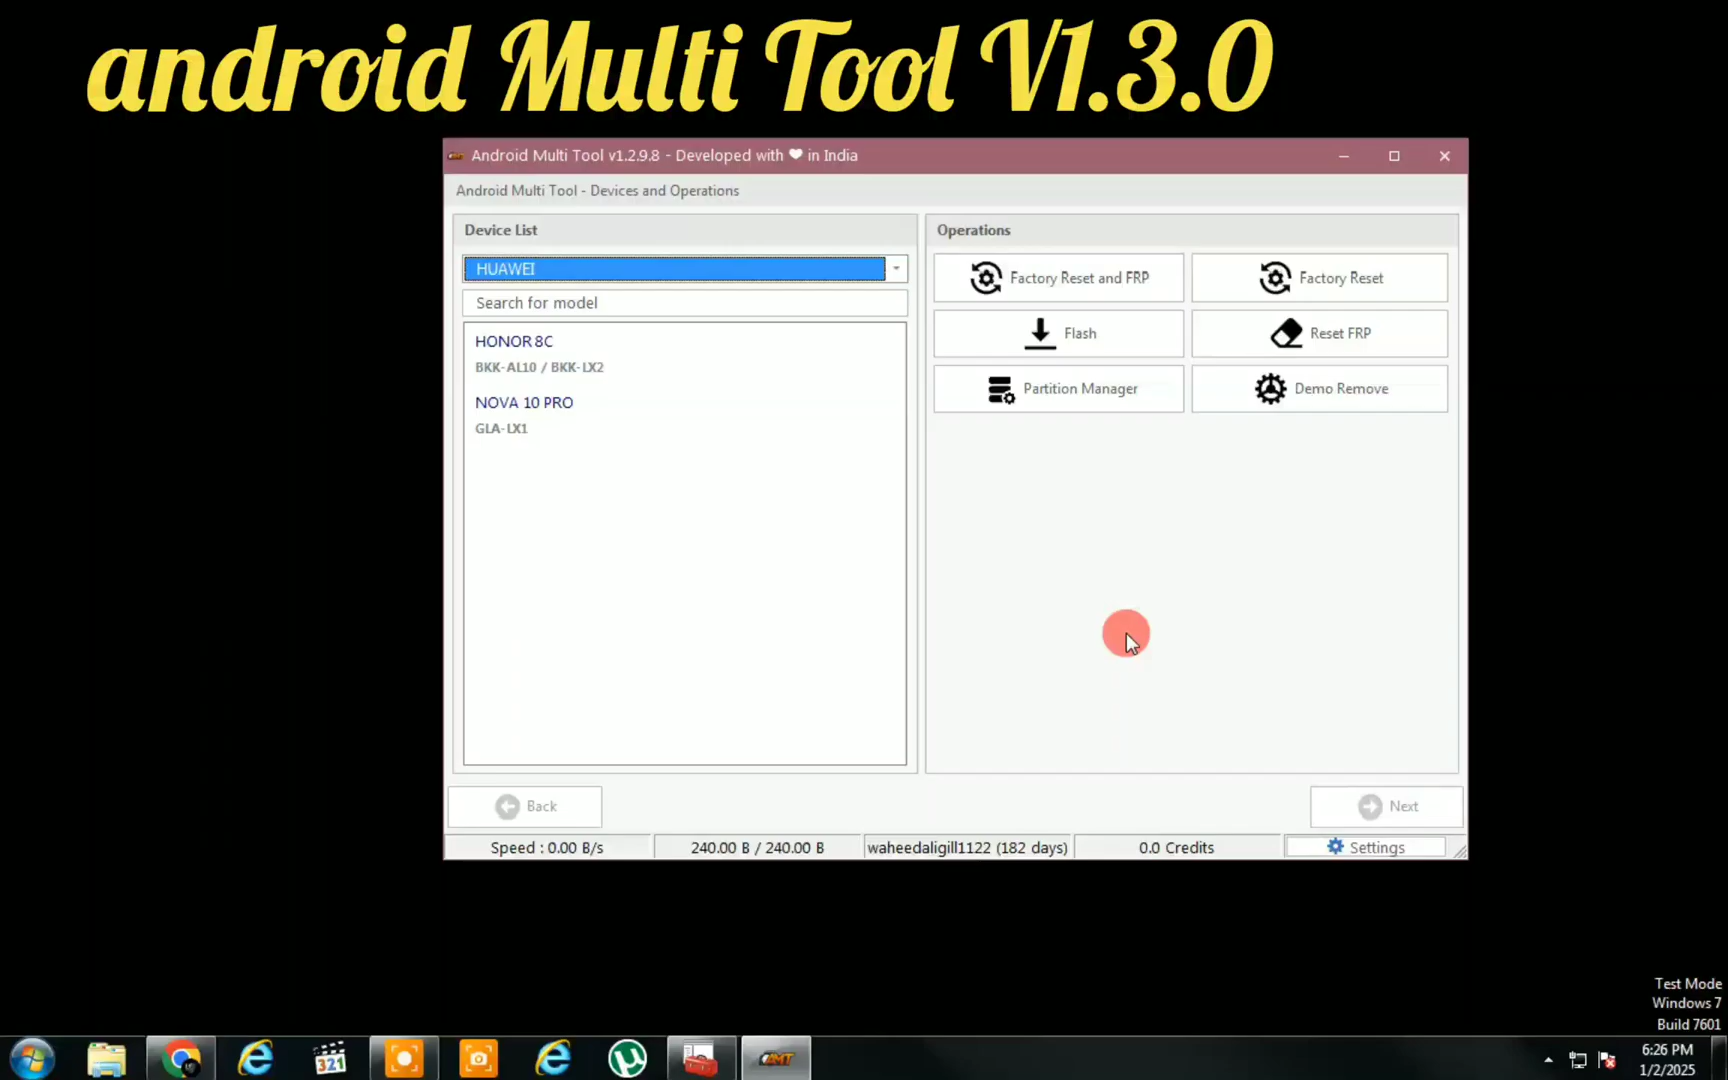 android Multi Tool V1.3.0
Android Multi Tool v1.2.9.8 - Developed with ❤ in India
Android Multi Tool - Devices and Operations
Device List
HUAWEI
Search for model
HONOR 8C
BKK-AL10 / BKK-LX2
NOVA 10 PRO
GLA-LX1
Operations
Factory Reset and FRP
Factory Reset
Flash
Reset FRP
Partition Manager
Demo Remove
Back
Next
Speed : 0.00 B/s
240.00 B / 240.00 B
waheedaligill1122 (182 days)
0.0 Credits
Settings
Test Mode
Windows 7
Build 7601
321
AMT
6:26 PM
1/2/2025